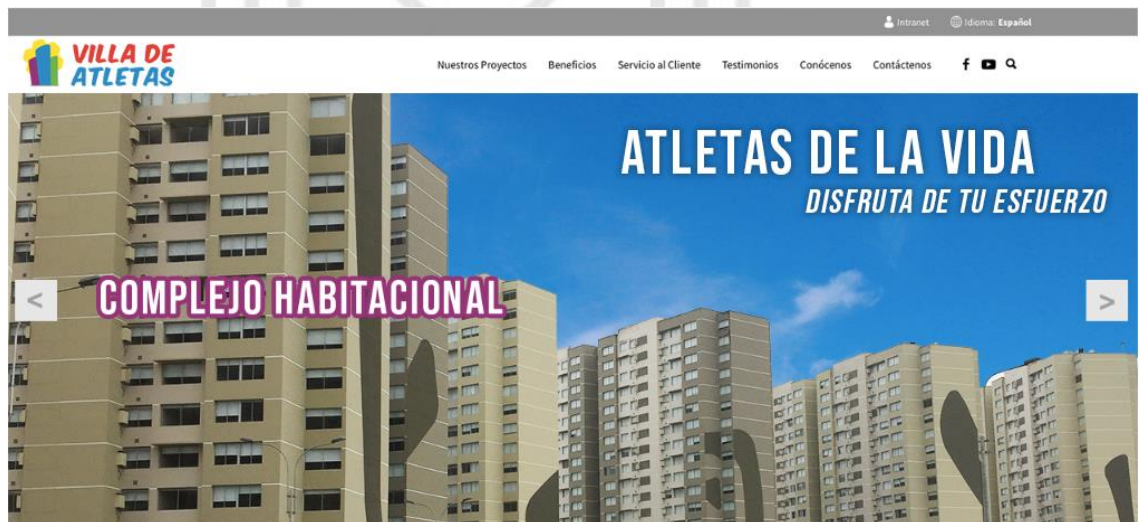 Intranet Idioma: Español
VILLA DE
ATLETAS
Nuestros Proyectos Beneficios Servicio al Cliente Testimonios Conócenos Contáctenos
ATLETAS DE LA VIDA
DISFRUTA DE TU ESFUERZO
COMPLEJO HABITACIONAL
< >